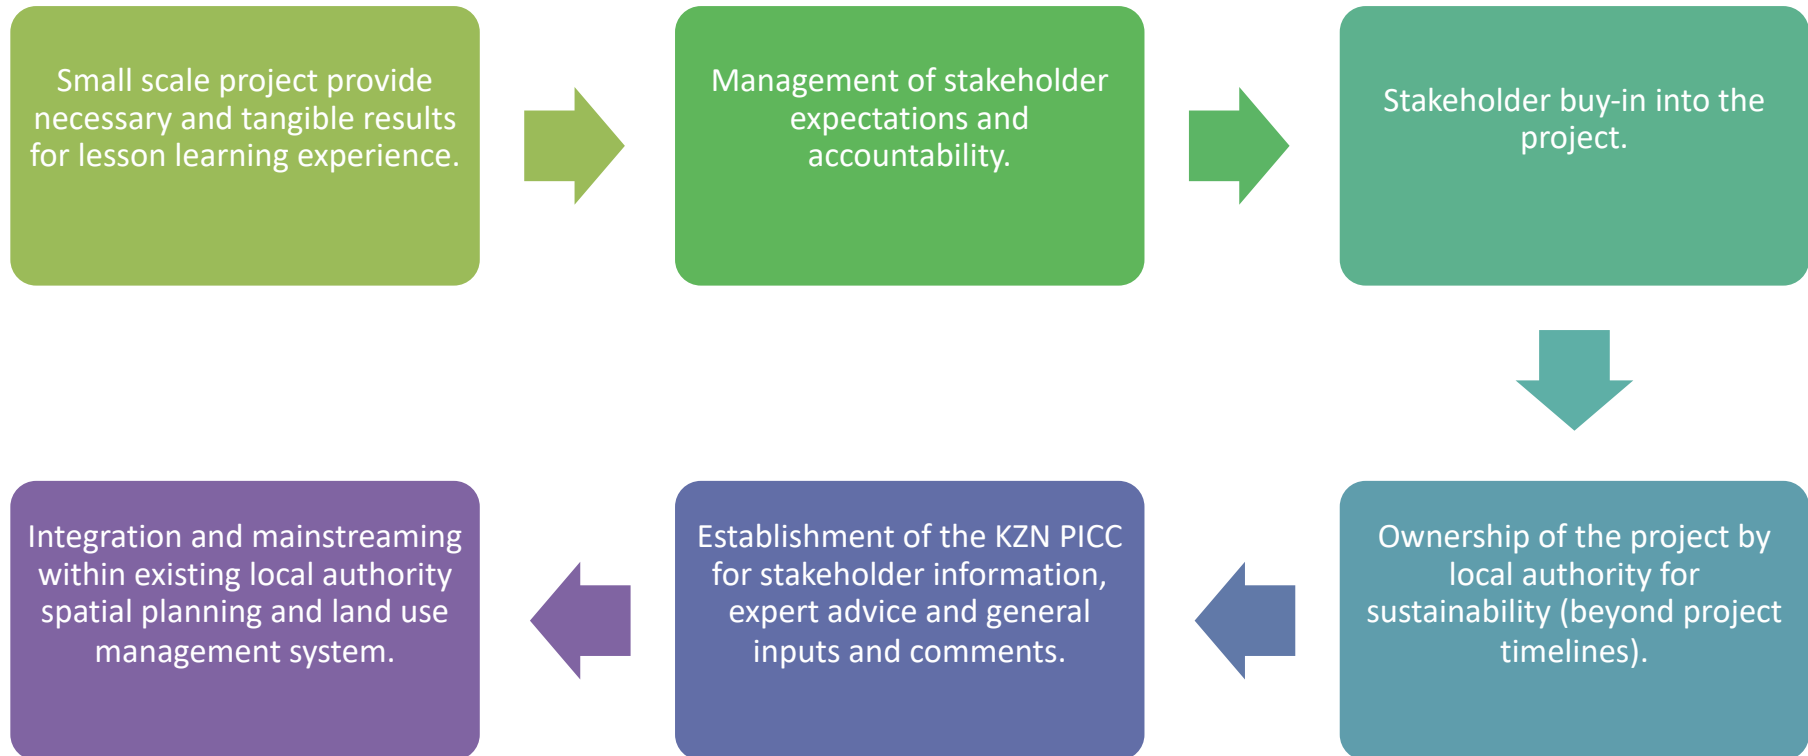 Small scale project provide
necessary and tangible results
for lesson learning experience.
Management of stakeholder
expectations and
accountability.
Stakeholder buy-in into the
project.
Ownership of the project by
local authority for
sustainability (beyond project
timelines).
Establishment of the KZN PICC
for stakeholder information,
expert advice and general
inputs and comments.
Integration and mainstreaming
within existing local authority
spatial planning and land use
management system.